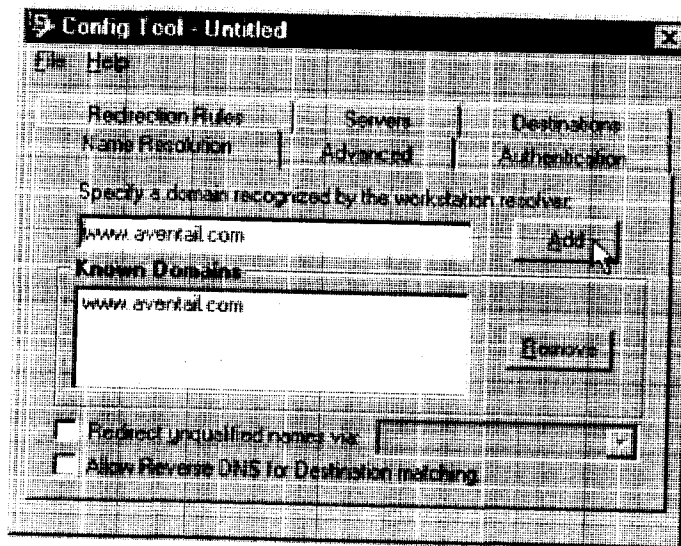 Config Tool - Untitled
File Help
Redirection Rules Servers Destinations
Name Resolution Advanced Authentication
Specify a domain recognized by the workstation resolver.
www.aventail.com
Add
Known Domains
www.aventail.com
Remove
Redirect unqualified names via:
Allow Reverse DNS for Destination matching.